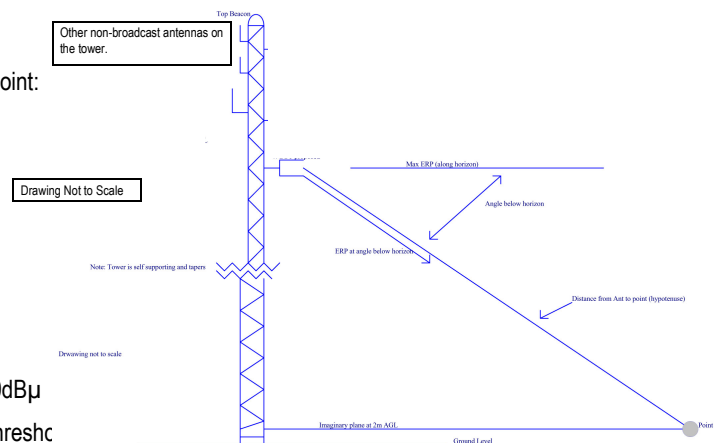 Top Beacon
Other non-broadcast antennas on
the tower.
oint:
Max ERP (along horizon)
Drawing Not to Scale
Angle below horizon
ERP at angle below horizon
Note: Tower is self supporting and tapers
Distance from Ant to point (hypotenuse)
Drwawing not to scale
dBµ
Imaginary plane at 2m AGL
Point
Ground Level